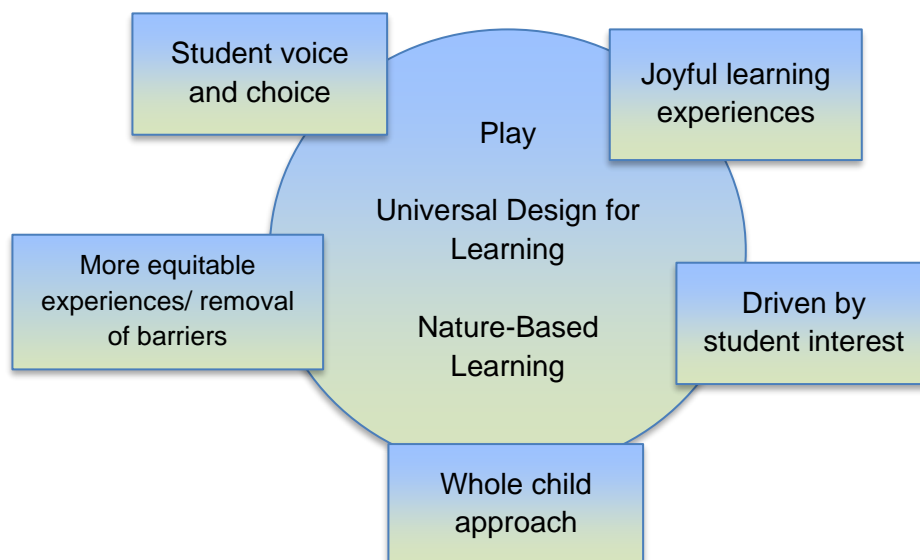 Student voice
and choice
Joyful learning
experiences
Play
Universal Design for
Learning
More equitable
experiences/ removal
of barriers
Nature-Based
Learning
Driven by
student interest
Whole child
approach